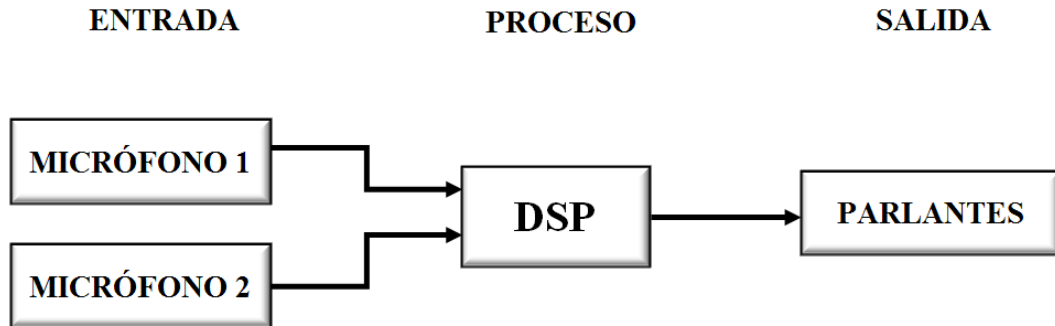 ENTRADA
PROCESO
SALIDA
MICRÓFONO 1
DSP
PARLANTES
MICRÓFONO 2